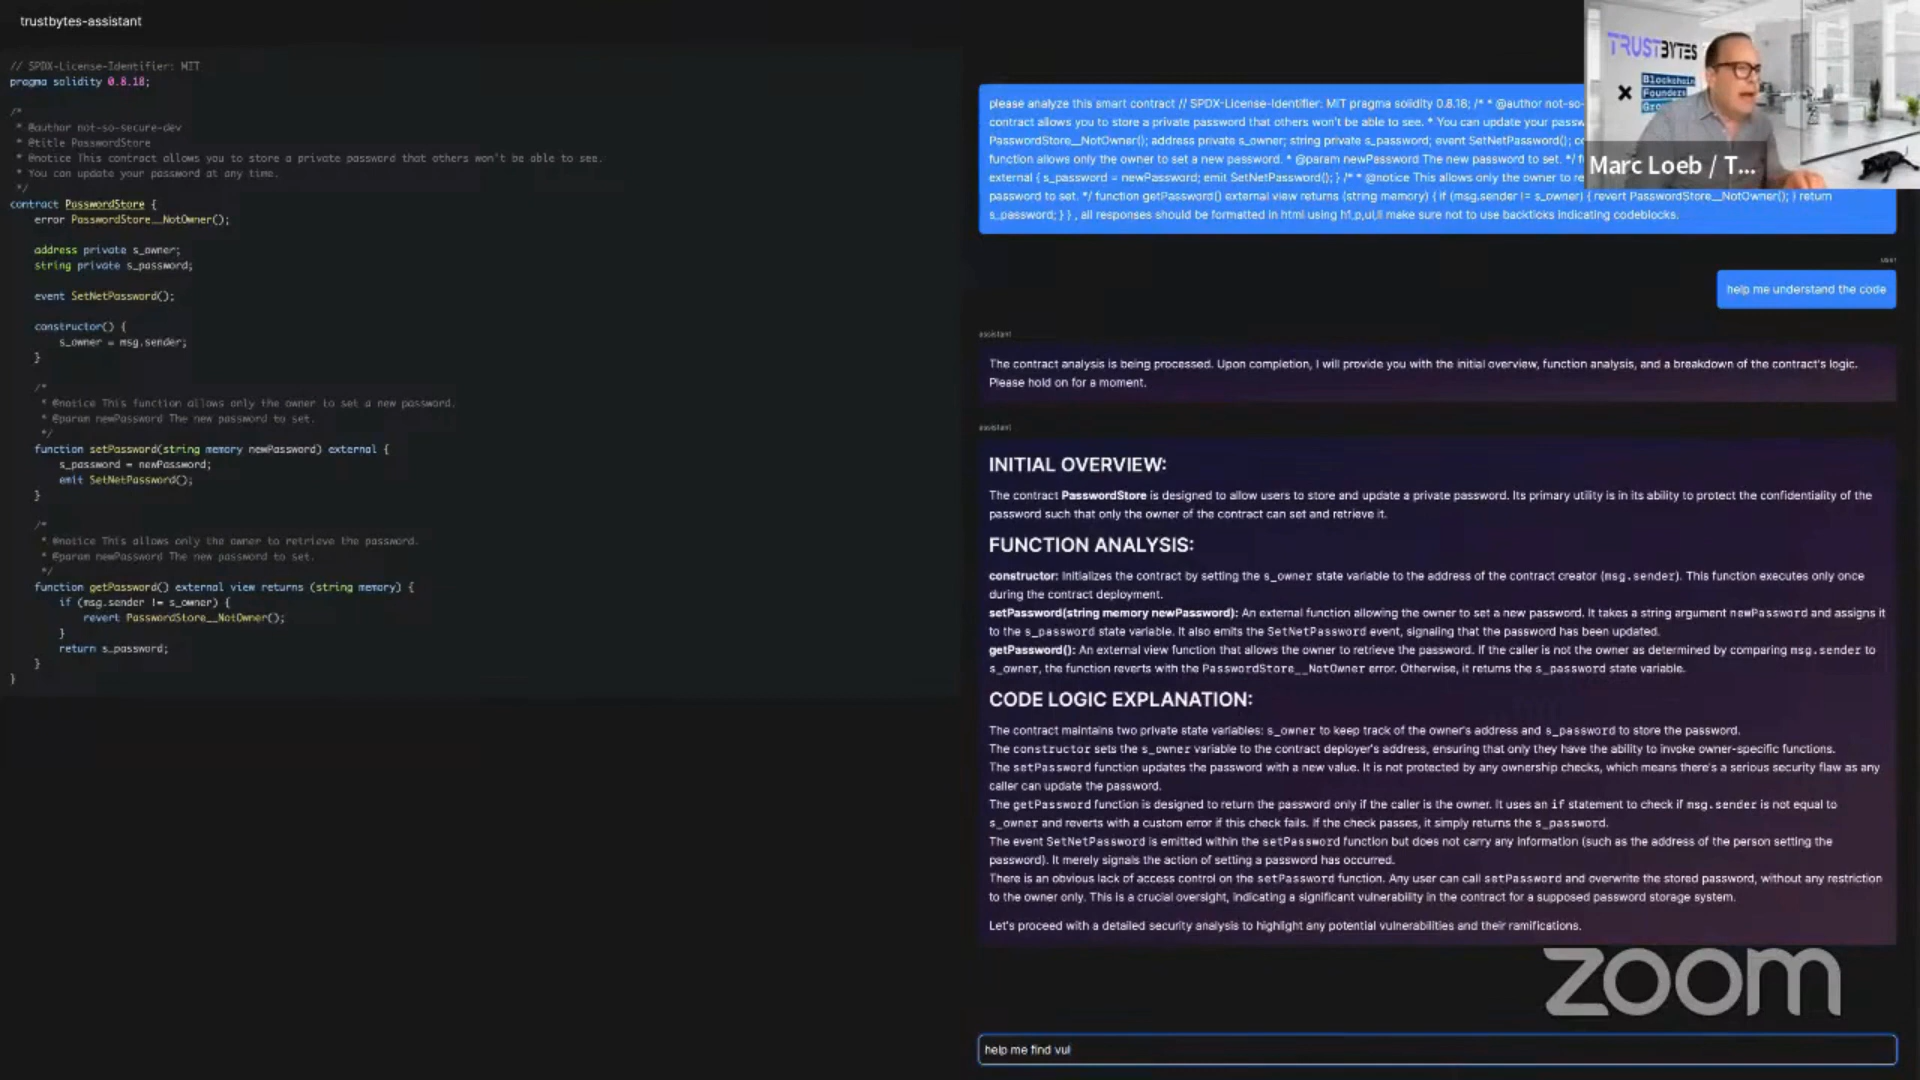 trustbytes-assistant
// SPDX-License-Identifier: MIT
pragma solidity 0.8.18;
/*
* @author not-so-secure-dev
* @title PasswordStore
* @notice This contract allows you to store a private password that others won't be able to see.
* You can update your password at any time.
*/
contract PasswordStore {
error PasswordStore__NotOwner();
address private s_owner;
string private s_password;
event SetNetPassword();
constructor() {
s_owner = msg.sender;
}
/*
* @notice This function allows only the owner to set a new password.
* @param newPassword The new password to set.
*/
function setPassword(string memory newPassword) external {
s_password = newPassword;
emit SetNetPassword();
}
/*
* @notice This allows only the owner to retrieve the password.
* @param newPassword The new password to set.
*/
function getPassword() external view returns (string memory) {
if (msg.sender != s_owner) {
revert PasswordStore__NotOwner();
}
return s_password;
}
}
please analyze this smart contract // SPDX-License-Identifier: MIT pragma solidity 0.8.18; /* * @author not-so-
contract allows you to store a private password that others won't be able to see. * You can update your passw
PasswordStore__NotOwner(); address private s_owner; string private s_password; event SetNetPassword(); c
function allows only the owner to set a new password. * @param newPassword The new password to set. */ f
external { s_password = newPassword; emit SetNetPassword(); } /* * @notice This allows only the owner to re
password to set. */ function getPassword() external view returns (string memory) { if (msg.sender != s_owner) { revert PasswordStore__NotOwner(); } return
s_password; } } , all responses should be formatted in html using h1,p,ul,li make sure not to use backticks indicating codeblocks.
TRUSTBYTES
Blockchain
Founders
Group
Marc Loeb / T...
user
help me understand the code
assistant
The contract analysis is being processed. Upon completion, I will provide you with the initial overview, function analysis, and a breakdown of the contract's logic.
Please hold on for a moment.
assistant
INITIAL OVERVIEW:
The contract PasswordStore is designed to allow users to store and update a private password. Its primary utility is in its ability to protect the confidentiality of the
password such that only the owner of the contract can set and retrieve it.
FUNCTION ANALYSIS:
constructor: Initializes the contract by setting the s_owner state variable to the address of the contract creator (msg.sender). This function executes only once
during the contract deployment.
setPassword(string memory newPassword): An external function allowing the owner to set a new password. It takes a string argument newPassword and assigns it
to the s_password state variable. It also emits the SetNetPassword event, signaling that the password has been updated.
getPassword(): An external view function that allows the owner to retrieve the password. If the caller is not the owner as determined by comparing msg.sender to
s_owner, the function reverts with the PasswordStore__NotOwner error. Otherwise, it returns the s_password state variable.
CODE LOGIC EXPLANATION:
The contract maintains two private state variables: s_owner to keep track of the owner's address and s_password to store the password.
The constructor sets the s_owner variable to the contract deployer's address, ensuring that only they have the ability to invoke owner-specific functions.
The setPassword function updates the password with a new value. It is not protected by any ownership checks, which means there's a serious security flaw as any
caller can update the password.
The getPassword function is designed to return the password only if the caller is the owner. It uses an if statement to check if msg.sender is not equal to
s_owner and reverts with a custom error if this check fails. If the check passes, it simply returns the s_password.
The event SetNetPassword is emitted within the setPassword function but does not carry any information (such as the address of the person setting the
password). It merely signals the action of setting a password has occurred.
There is an obvious lack of access control on the setPassword function. Any user can call setPassword and overwrite the stored password, without any restriction
to the owner only. This is a crucial oversight, indicating a significant vulnerability in the contract for a supposed password storage system.
Let's proceed with a detailed security analysis to highlight any potential vulnerabilities and their ramifications.
zoom
help me find vul